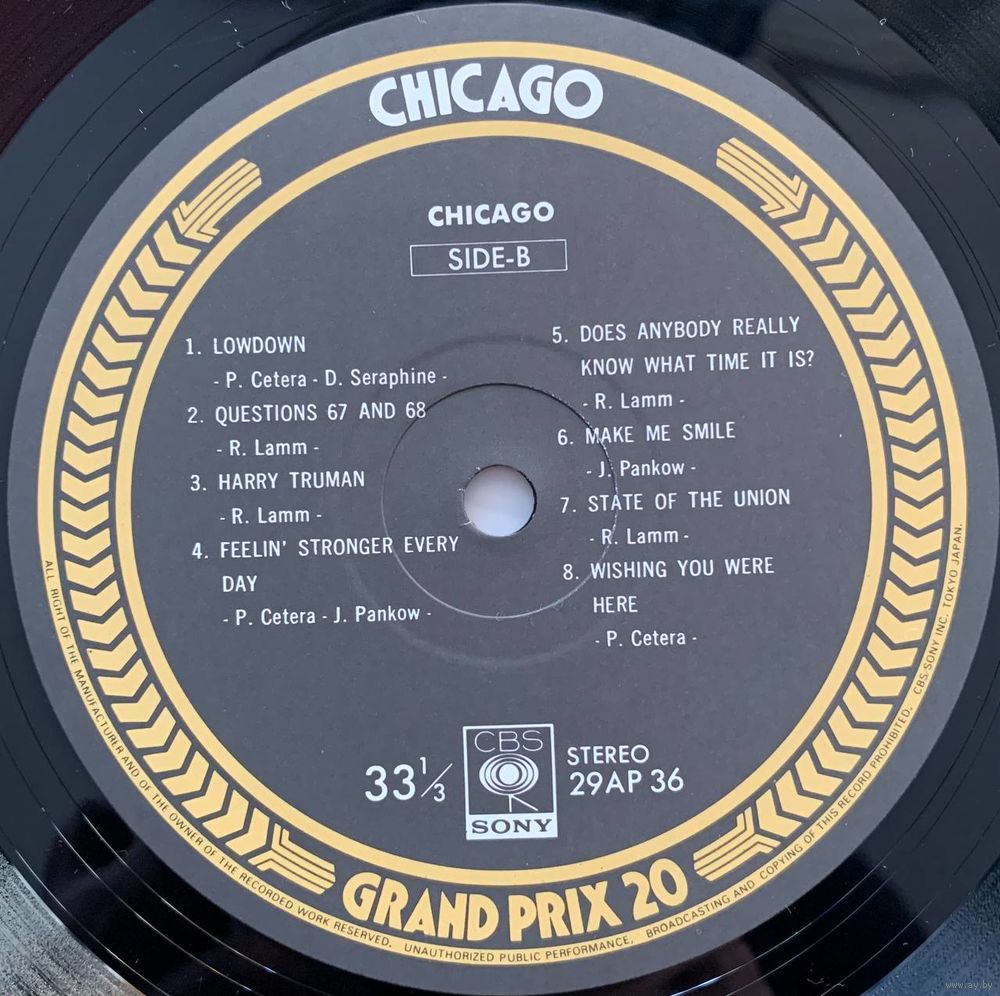 CHICAGO
CHICAGO
SIDE-B
1. LOWDOWN
- P. Cetera - D. Seraphine -
2. QUESTIONS 67 AND 68
- R. Lamm -
3. HARRY TRUMAN
- R. Lamm -
4. FEELIN' STRONGER EVERY
DAY
- P. Cetera - J. Pankow -
5. DOES ANYBODY REALLY
KNOW WHAT TIME IT IS?
- R. Lamm -
6. MAKE ME SMILE
- J. Pankow -
7. STATE OF THE UNION
- R. Lamm -
8. WISHING YOU WERE
HERE
- P. Cetera -
33 1/3
CBS
SONY
STEREO
29AP 36
GRAND PRIX 20
ALL RIGHT OF THE MANUFACTURER AND OF THE OWNER OF THE RECORDED WORK RESERVED. UNAUTHORIZED PUBLIC PERFORMANCE, BROADCASTING AND COPYING OF THIS RECORD PROHIBITED. CBS/SONY INC. TOKYO JAPAN.
www.ay.by